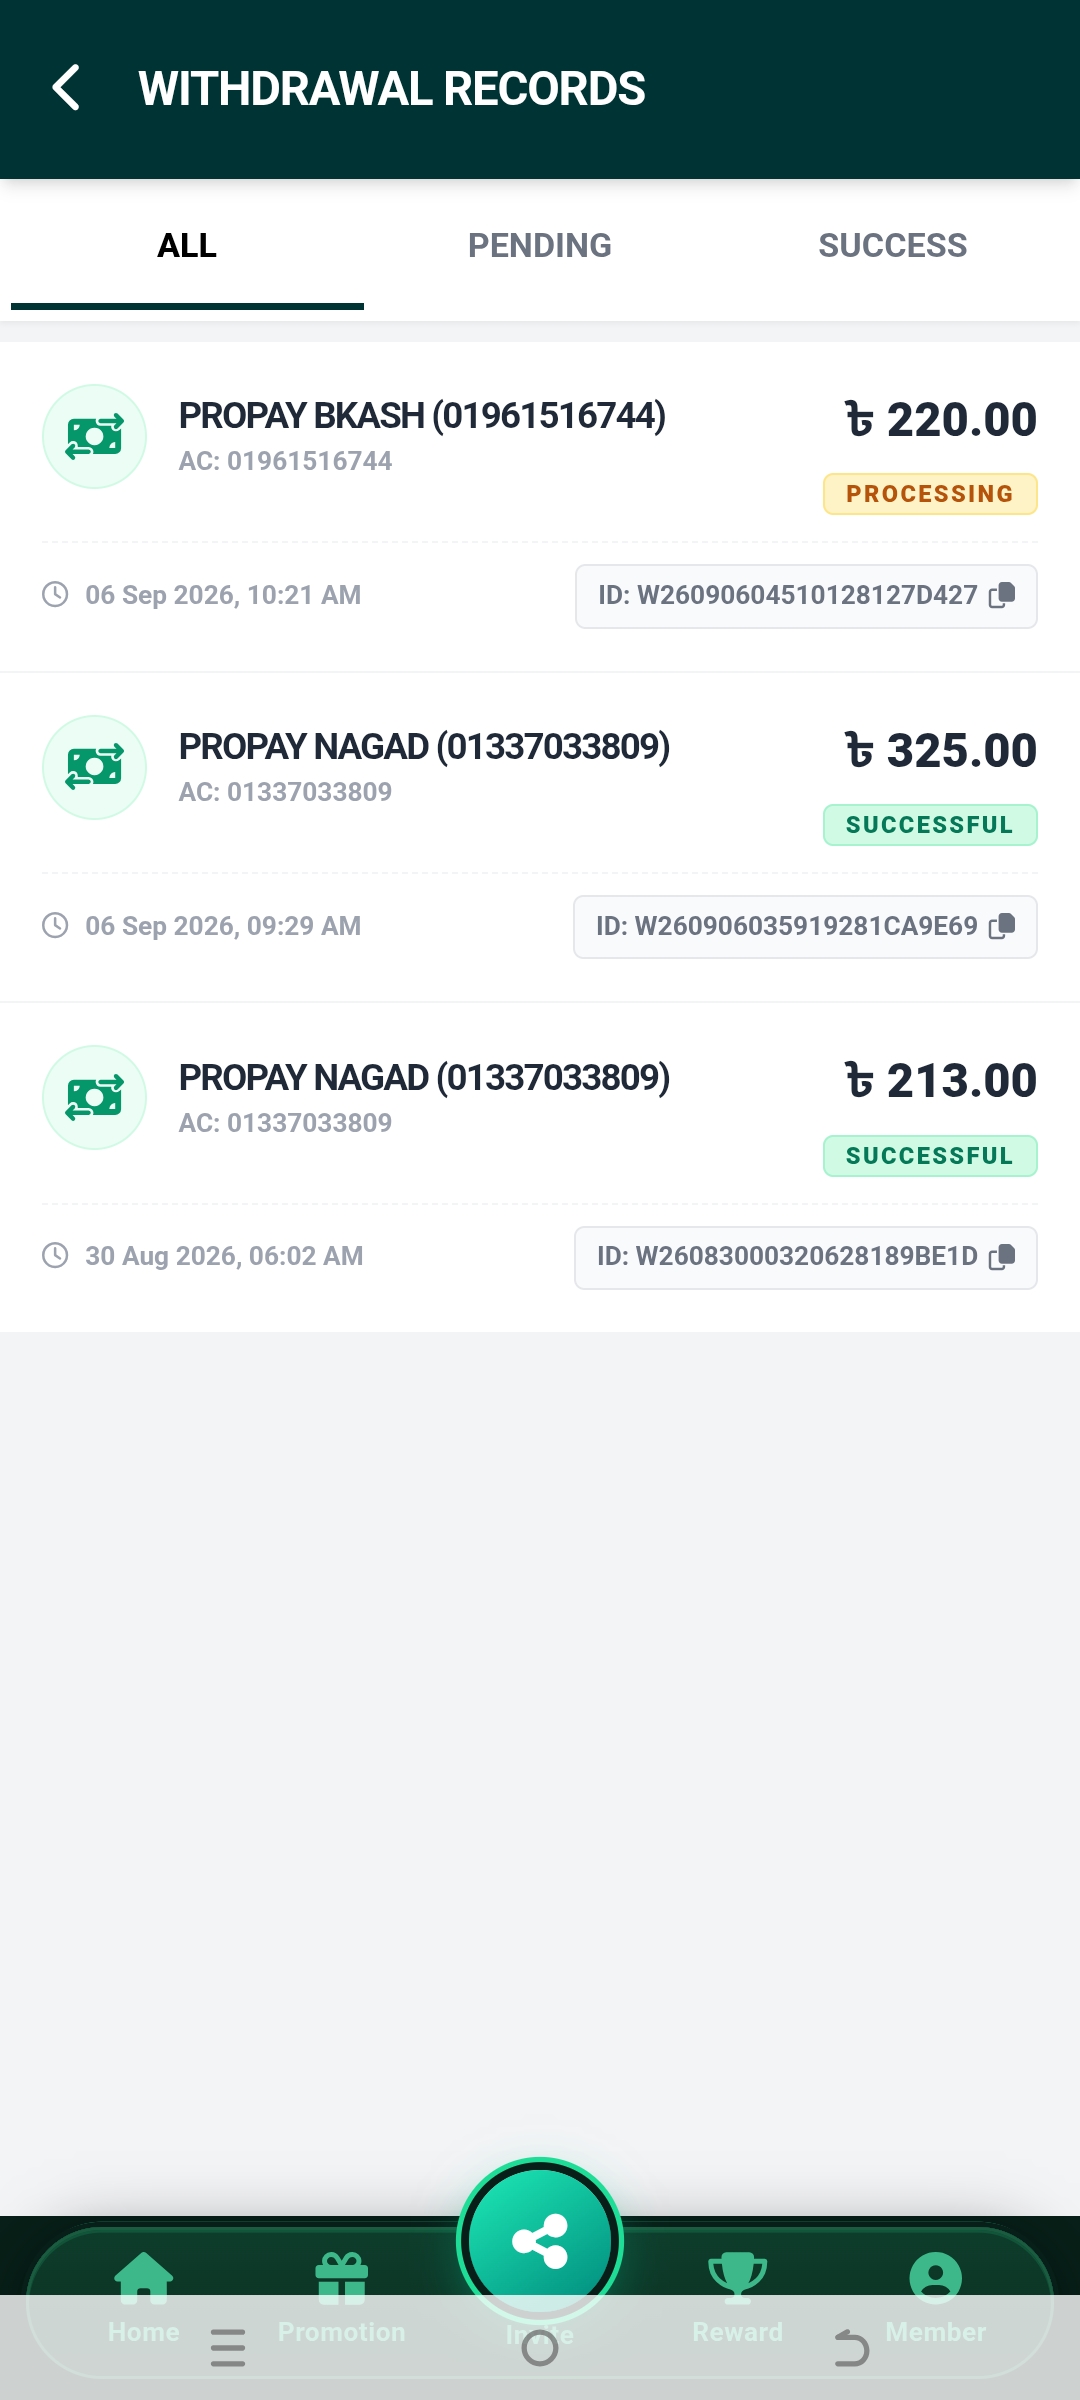 WITHDRAWAL RECORDS
ALL PENDING SUCCESS
PROPAY BKASH (01961516744) ৳ 220.00
AC: 01961516744
PROCESSING
06 Sep 2026, 10:21 AM ID: W26090604510128127D427
PROPAY NAGAD (01337033809) ৳ 325.00
AC: 01337033809
SUCCESSFUL
06 Sep 2026, 09:29 AM ID: W260906035919281CA9E69
PROPAY NAGAD (01337033809) ৳ 213.00
AC: 01337033809
SUCCESSFUL
30 Aug 2026, 06:02 AM ID: W26083000320628189BE1D
Home Promotion Invite Reward Member